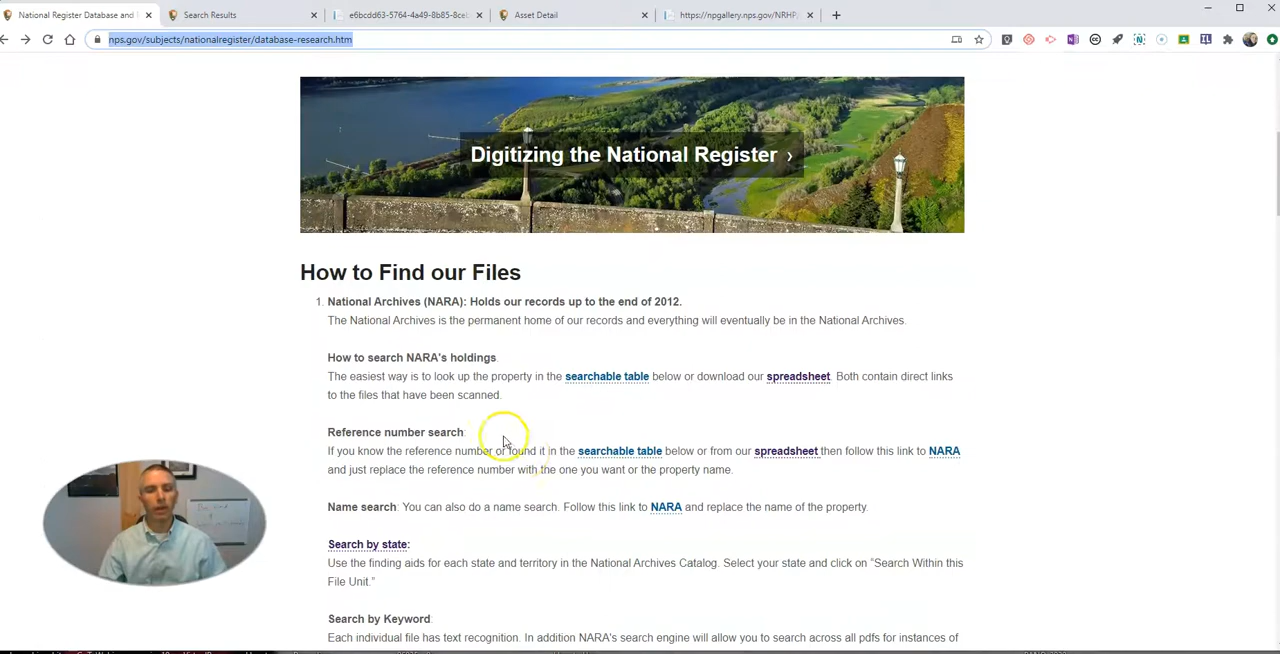 National Register Database and
Search Results
e6bcdd63-5764-4a49-8b85-8ce
Asset Detail
https://npgallery.nps.gov/NRHP
nps.gov/subjects/nationalregister/database-research.htm
Digitizing the National Register ›
How to Find our Files
1. National Archives (NARA): Holds our records up to the end of 2012.
The National Archives is the permanent home of our records and everything will eventually be in the National Archives.
How to search NARA's holdings
The easiest way is to look up the property in the searchable table below or download our spreadsheet. Both contain direct links
to the files that have been scanned.
Reference number search:
If you know the reference number or found it in the searchable table below or from our spreadsheet then follow this link to NARA
and just replace the reference number with the one you want or the property name.
Name search: You can also do a name search. Follow this link to NARA and replace the name of the property.
Search by state:
Use the finding aids for each state and territory in the National Archives Catalog. Select your state and click on "Search Within this
File Unit."
Search by Keyword:
Each individual file has text recognition. In addition NARA's search engine will allow you to search across all pdfs for instances of